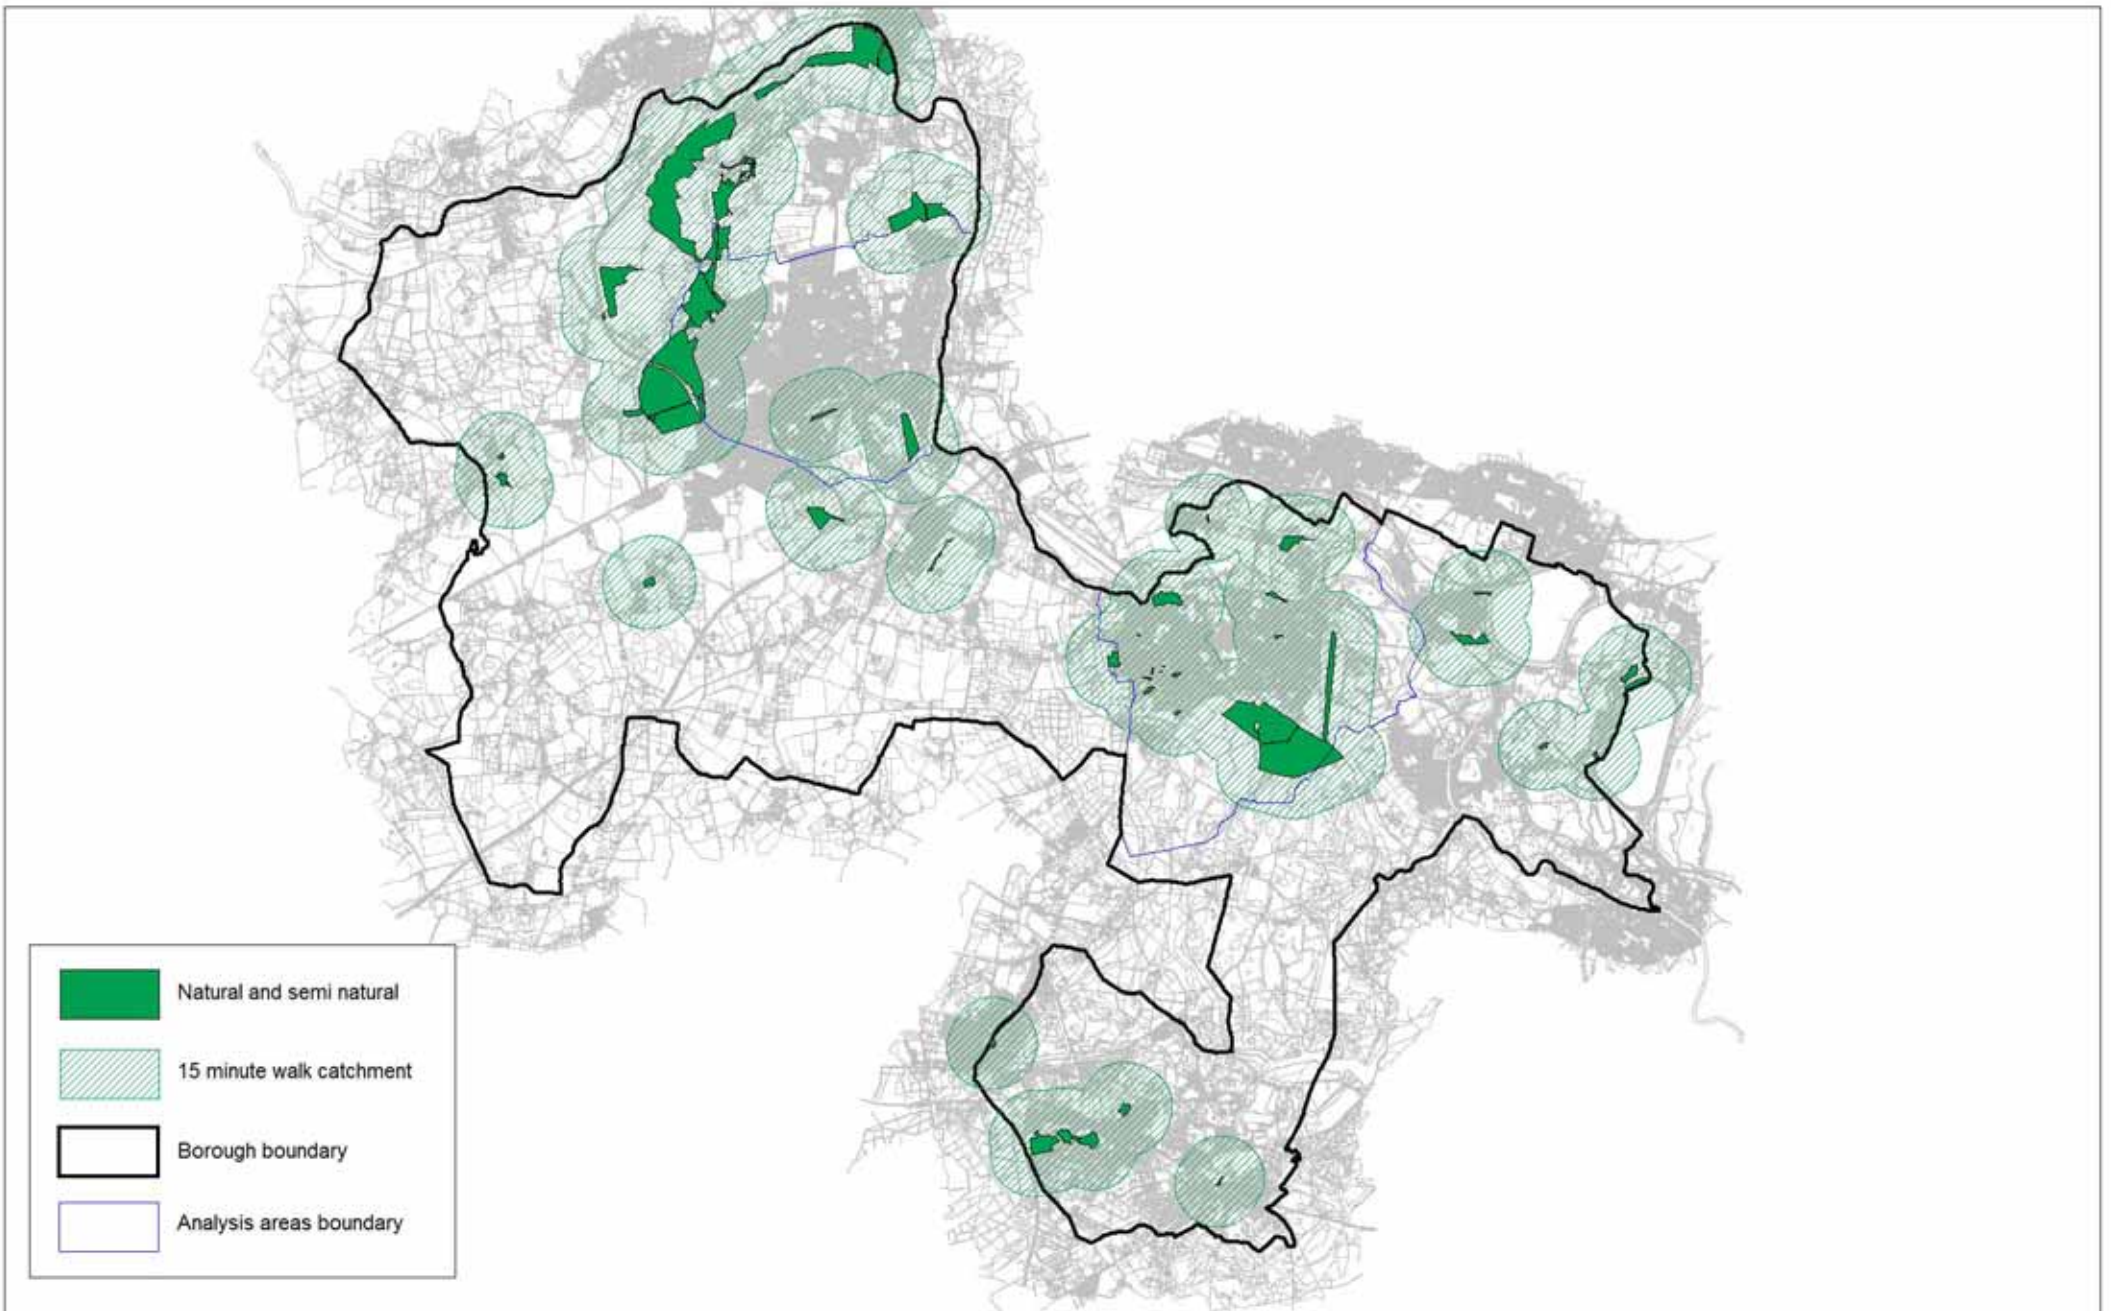 Natural and semi natural
15 minute walk catchment
Borough boundary
Analysis areas boundary